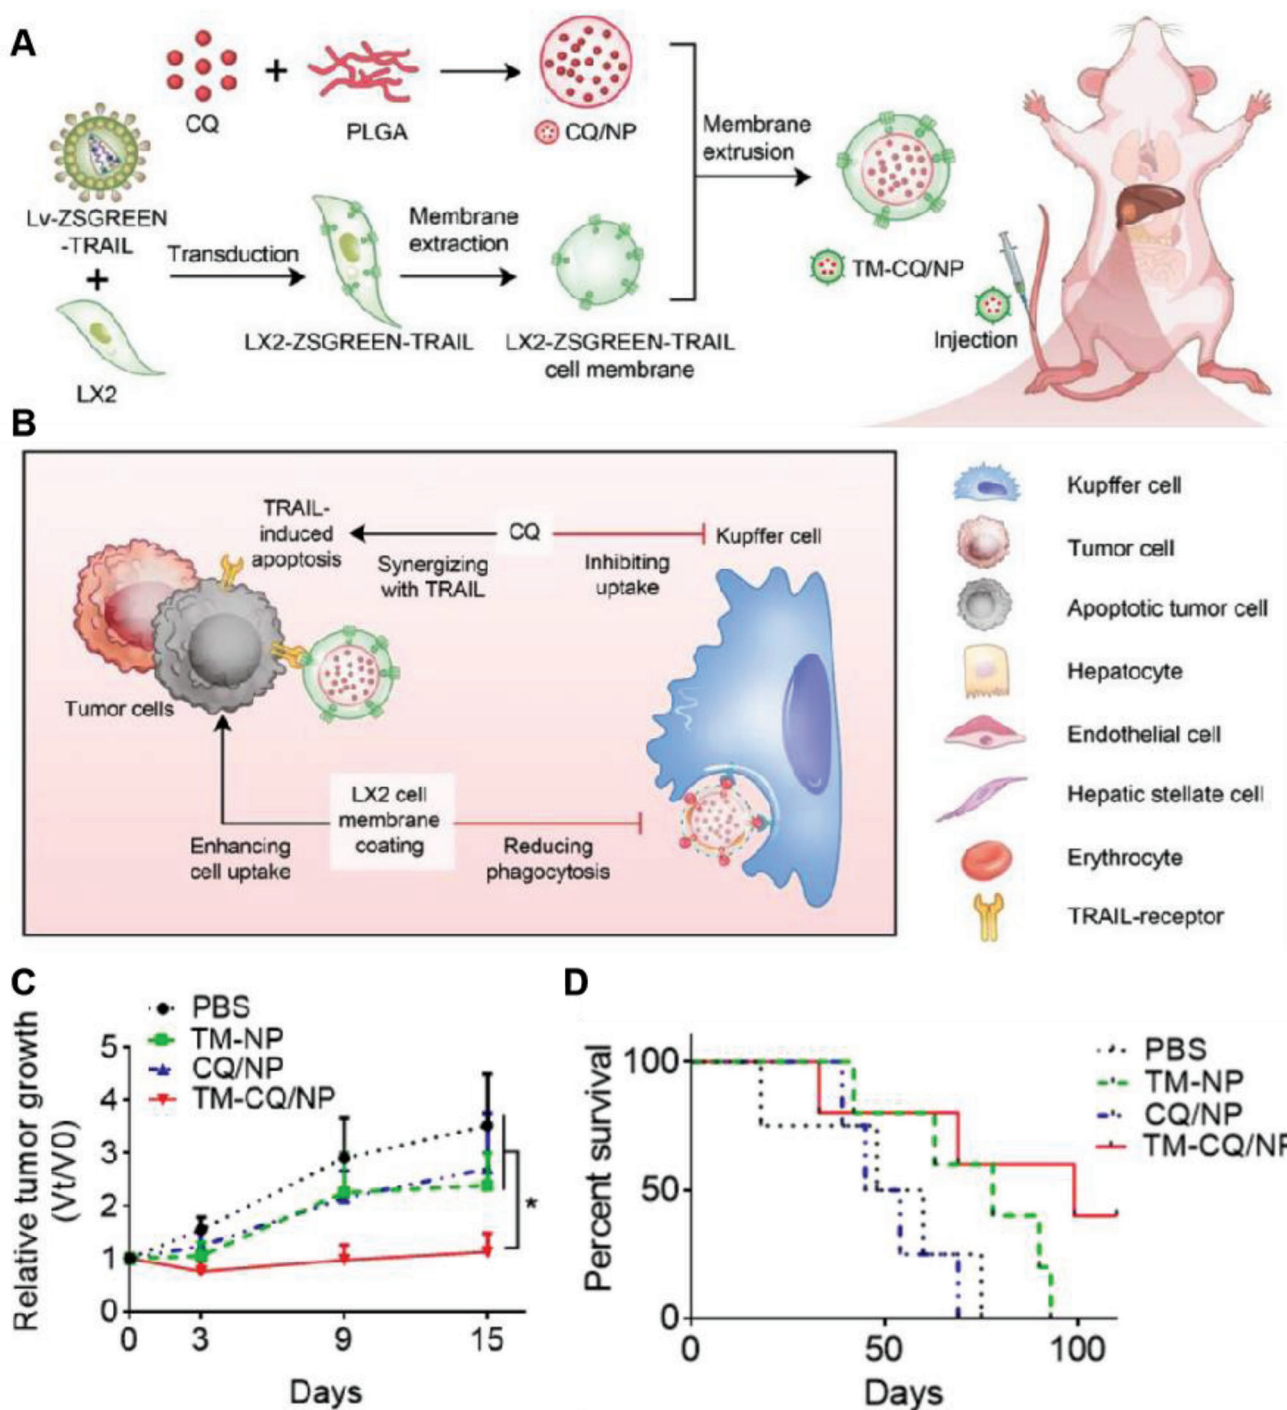 A
CQ
+
PLGA
CQ/NP
Membrane
extrusion
Lv-ZSGREEN
-TRAIL
+
LX2
Transduction
LX2-ZSGREEN-TRAIL
Membrane
extraction
LX2-ZSGREEN-TRAIL
cell membrane
TM-CQ/NP
Injection
B
TRAIL-
induced
apoptosis
Synergizing
with TRAIL
CQ
Inhibiting
uptake
Kupffer cell
Tumor cells
Enhancing
cell uptake
LX2 cell
membrane
coating
Reducing
phagocytosis
Kupffer cell
Tumor cell
Apoptotic tumor cell
Hepatocyte
Endothelial cell
Hepatic stellate cell
Erythrocyte
TRAIL-receptor
C
PBS
TM-NP
CQ/NP
TM-CQ/NP
Relative tumor growth
(Vt/V0)
5
4
3
2
1
0
*
0 3 9 15
Days
D
PBS
TM-NP
CQ/NP
TM-CQ/NP
Percent survival
100
50
0
0 50 100
Days